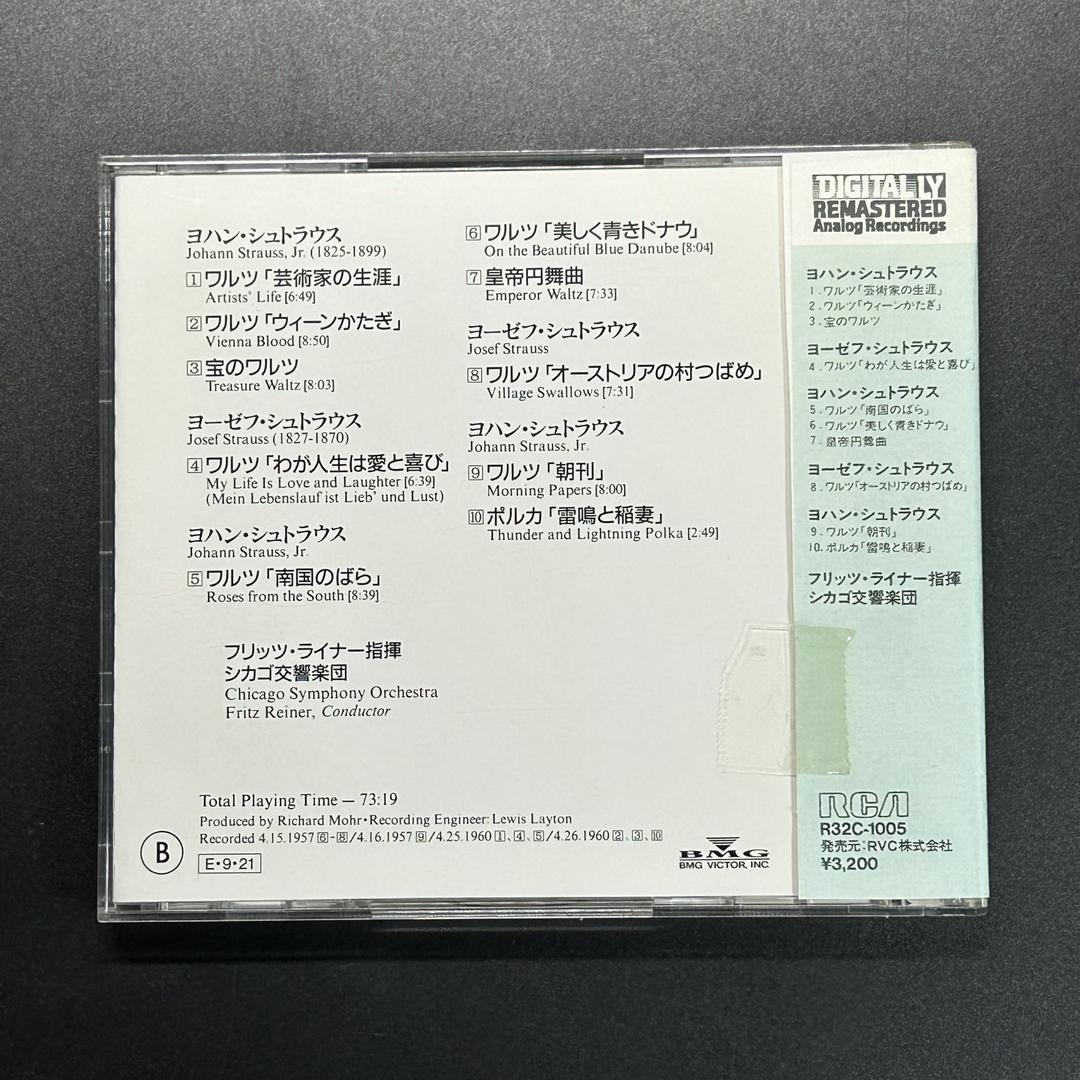 ヨハン・シュトラウス
Johann Strauss, Jr. (1825-1899)
1 ワルツ「芸術家の生涯」
Artists' Life [6:49]
2 ワルツ「ウィーンかたぎ」
Vienna Blood [8:50]
3 宝のワルツ
Treasure Waltz [8:03]
ヨーゼフ・シュトラウス
Josef Strauss (1827-1870)
4 ワルツ「わが人生は愛と喜び」
My Life Is Love and Laughter [6:39]
(Mein Lebenslauf ist Lieb' und Lust)
ヨハン・シュトラウス
Johann Strauss, Jr.
5 ワルツ「南国のばら」
Roses from the South [8:39]
6 ワルツ「美しく青きドナウ」
On the Beautiful Blue Danube [8:04]
7 皇帝円舞曲
Emperor Waltz [7:33]
ヨーゼフ・シュトラウス
Josef Strauss
8 ワルツ「オーストリアの村つばめ」
Village Swallows [7:31]
ヨハン・シュトラウス
Johann Strauss, Jr.
9 ワルツ「朝刊」
Morning Papers [8:00]
10 ポルカ「雷鳴と稲妻」
Thunder and Lightning Polka [2:49]
フリッツ・ライナー指揮
シカゴ交響楽団
Chicago Symphony Orchestra
Fritz Reiner, Conductor
Total Playing Time — 73:19
Produced by Richard Mohr・Recording Engineer: Lewis Layton
Recorded 4.15.1957 6-8/4.16.1957 9/4.25.1960 1、4、5/4.26.1960 2、3、10
B
E・9・21
BMG
BMG VICTOR, INC.
DIGITALLY
REMASTERED
Analog Recordings
ヨハン・シュトラウス
1. ワルツ「芸術家の生涯」
2. ワルツ「ウィーンかたぎ」
3. 宝のワルツ
ヨーゼフ・シュトラウス
4. ワルツ「わが人生は愛と喜び」
ヨハン・シュトラウス
5. ワルツ「南国のばら」
6. ワルツ「美しく青きドナウ」
7. 皇帝円舞曲
ヨーゼフ・シュトラウス
8. ワルツ「オーストリアの村つばめ」
ヨハン・シュトラウス
9. ワルツ「朝刊」
10. ポルカ「雷鳴と稲妻」
フリッツ・ライナー指揮
シカゴ交響楽団
RCA
R32C-1005
発売元:RVC株式会社
¥3,200